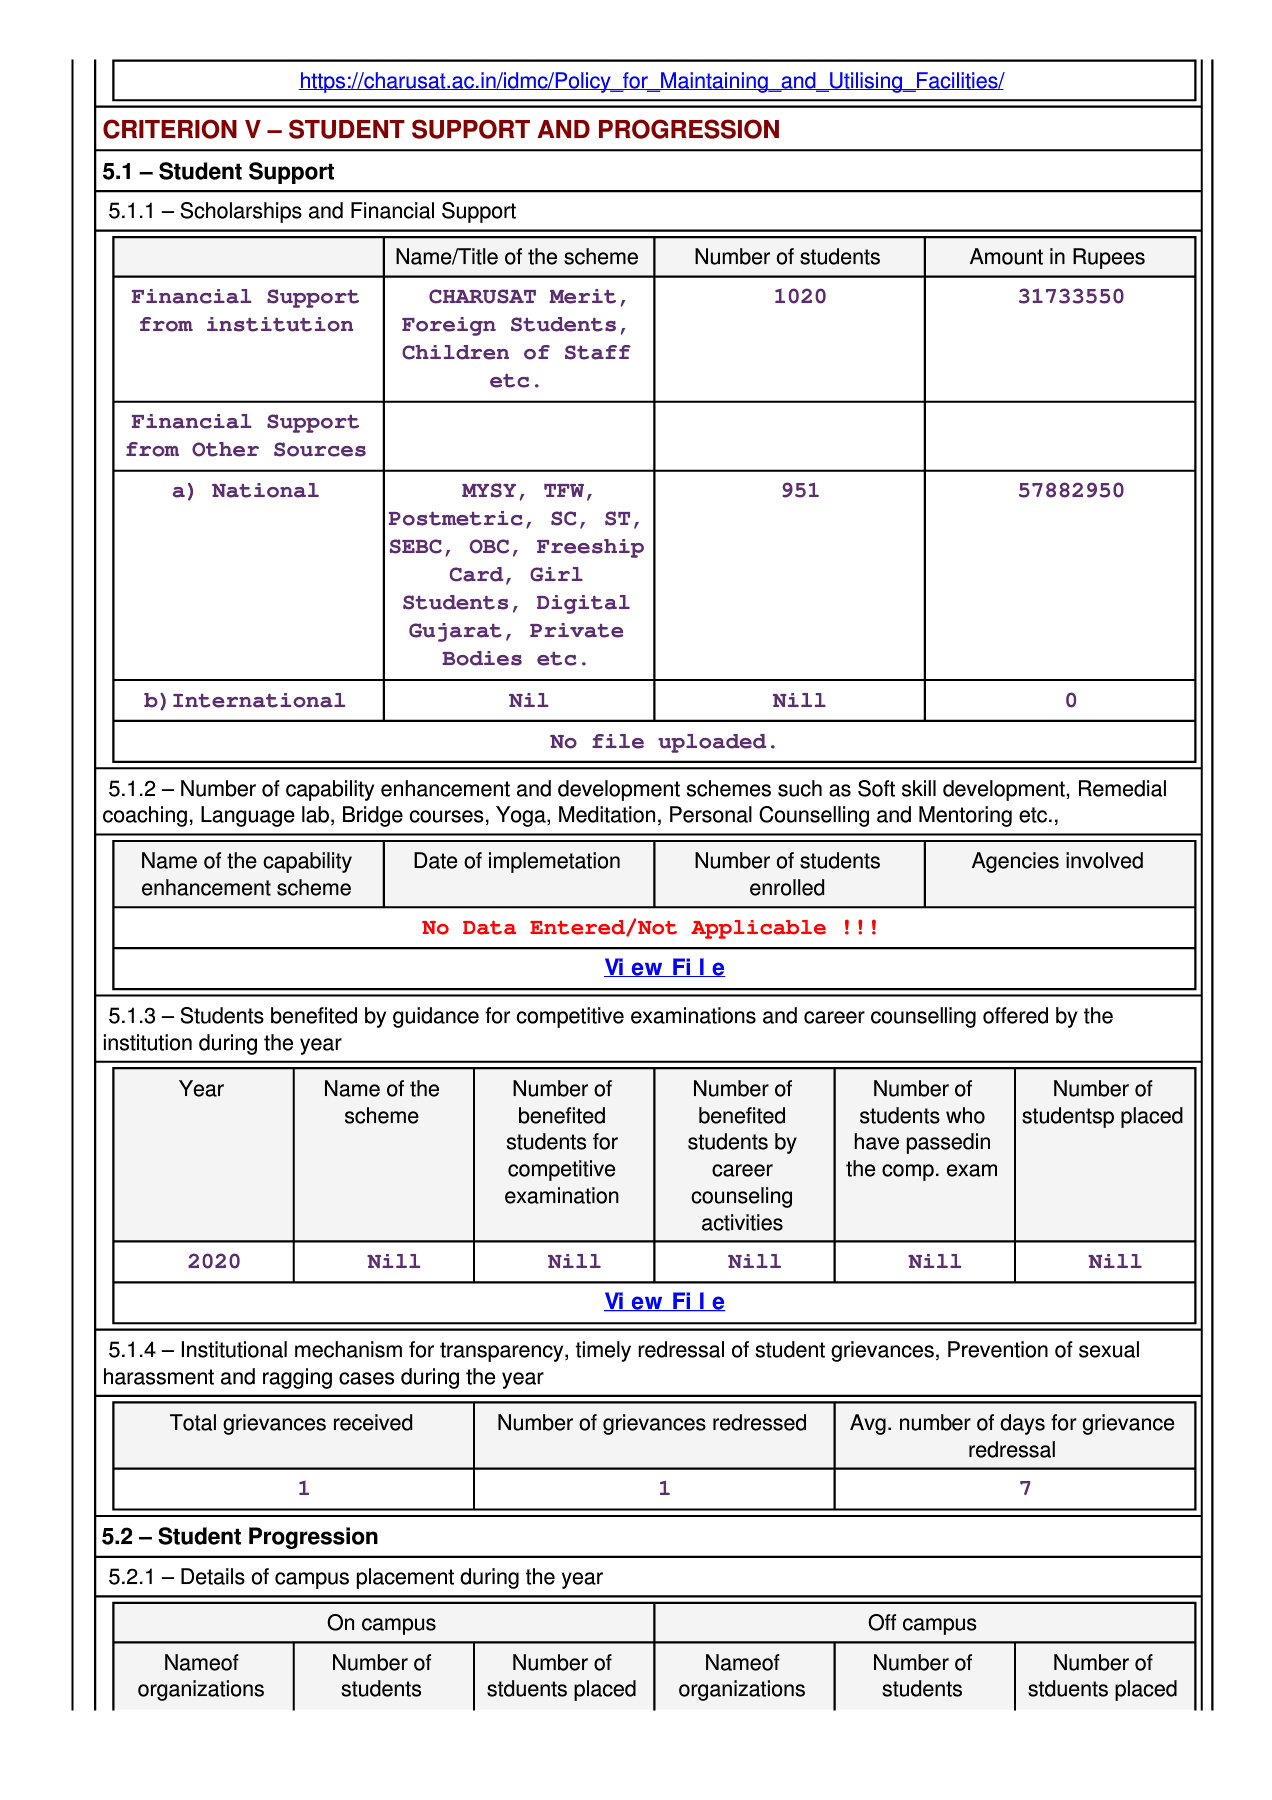 https://charusat.ac.in/idmc/Policy_for_Maintaining_and_Utilising_Facilities/
CRITERION V – STUDENT SUPPORT AND PROGRESSION
5.1 – Student Support
5.1.1 – Scholarships and Financial Support
Name/Title of the scheme Number of students Amount in Rupees
Financial Support CHARUSAT Merit, 1020 31733550
from institution Foreign Students,
Children of Staff
etc.
Financial Support
from Other Sources
a) National MYSY, TFW, 951 57882950
Postmetric, SC, ST,
SEBC, OBC, Freeship
Card, Girl
Students, Digital
Gujarat, Private
Bodies etc.
b)International Nil Nill 0
No file uploaded.
5.1.2 – Number of capability enhancement and development schemes such as Soft skill development, Remedial
coaching, Language lab, Bridge courses, Yoga, Meditation, Personal Counselling and Mentoring etc.,
Name of the capability Date of implemetation Number of students Agencies involved
enhancement scheme enrolled
No Data Entered/Not Applicable !!!
View File
5.1.3 – Students benefited by guidance for competitive examinations and career counselling offered by the
institution during the year
Year Name of the Number of Number of Number of Number of
scheme benefited benefited students who studentsp placed
students for students by have passedin
competitive career the comp. exam
examination counseling
activities
2020 Nill Nill Nill Nill Nill
View File
5.1.4 – Institutional mechanism for transparency, timely redressal of student grievances, Prevention of sexual
harassment and ragging cases during the year
Total grievances received Number of grievances redressed Avg. number of days for grievance
redressal
1 1 7
5.2 – Student Progression
5.2.1 – Details of campus placement during the year
On campus Off campus
Nameof Number of Number of Nameof Number of Number of
organizations students stduents placed organizations students stduents placed